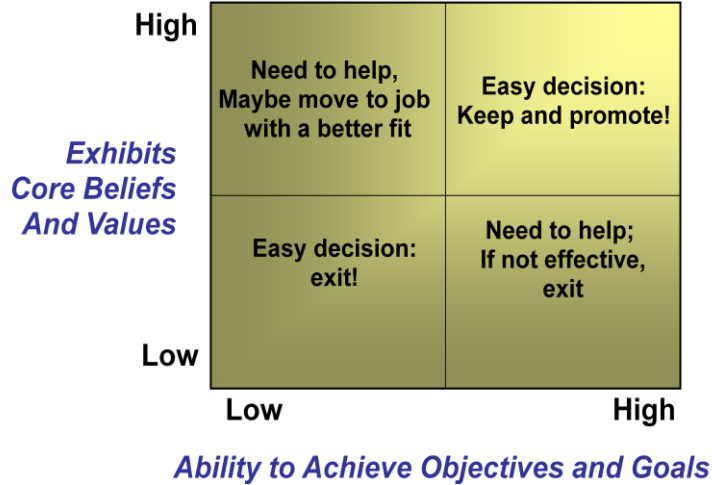 High
Need to help,
Maybe move to job
with a better fit
Easy decision:
Keep and promote!
Exhibits
Core Beliefs
And Values
Easy decision:
exit!
Need to help;
If not effective,
exit
Low
Low
High
Ability to Achieve Objectives and Goals